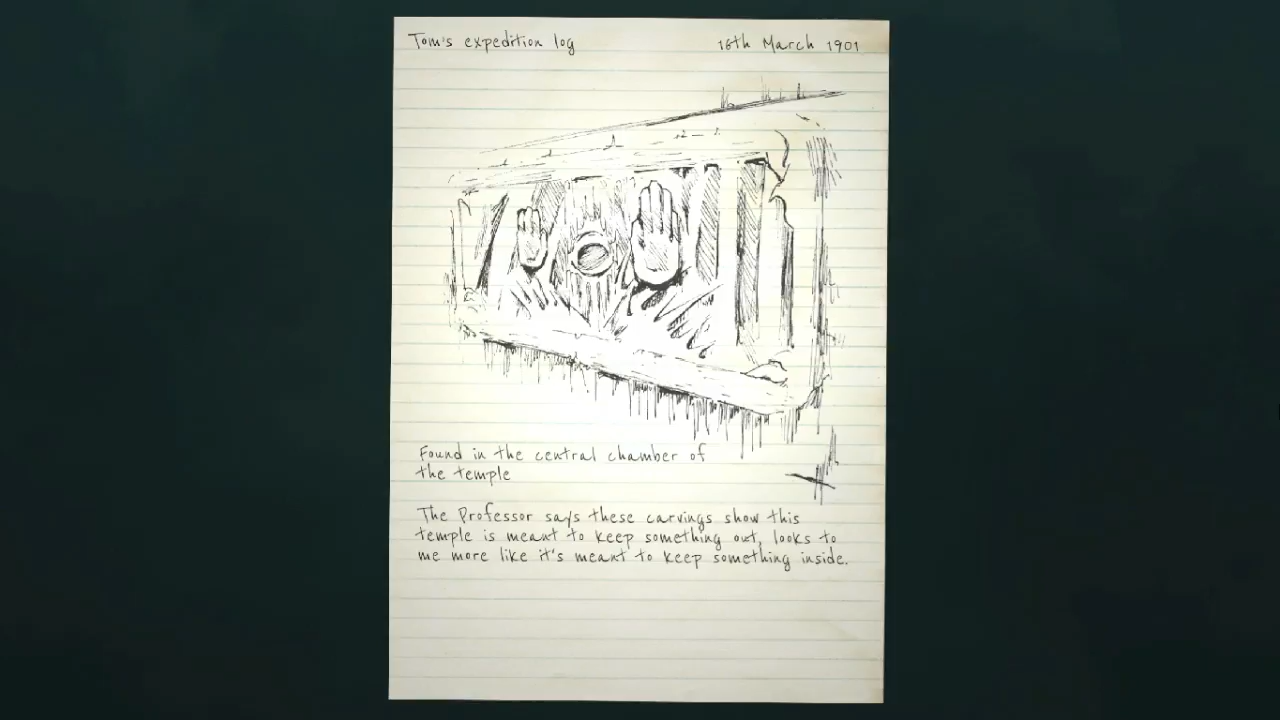 Tom's expedition log
16th March 1901
Found in the central chamber of
the temple
The Professor says these carvings show this
temple is meant to keep something out, looks to
me more like it's meant to keep something inside.